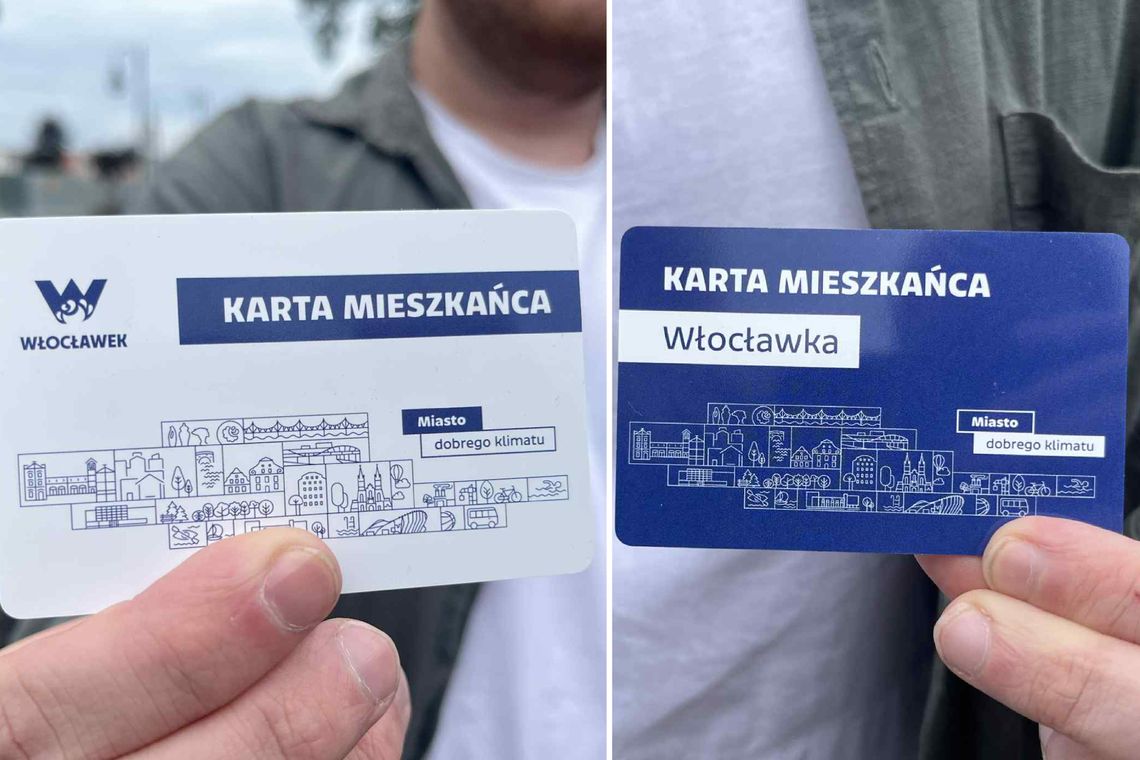 WŁOCŁAWEK
KARTA MIESZKAŃCA
Miasto
dobrego klimatu
KARTA MIESZKAŃCA
Włocławka
Miasto
dobrego klimatu